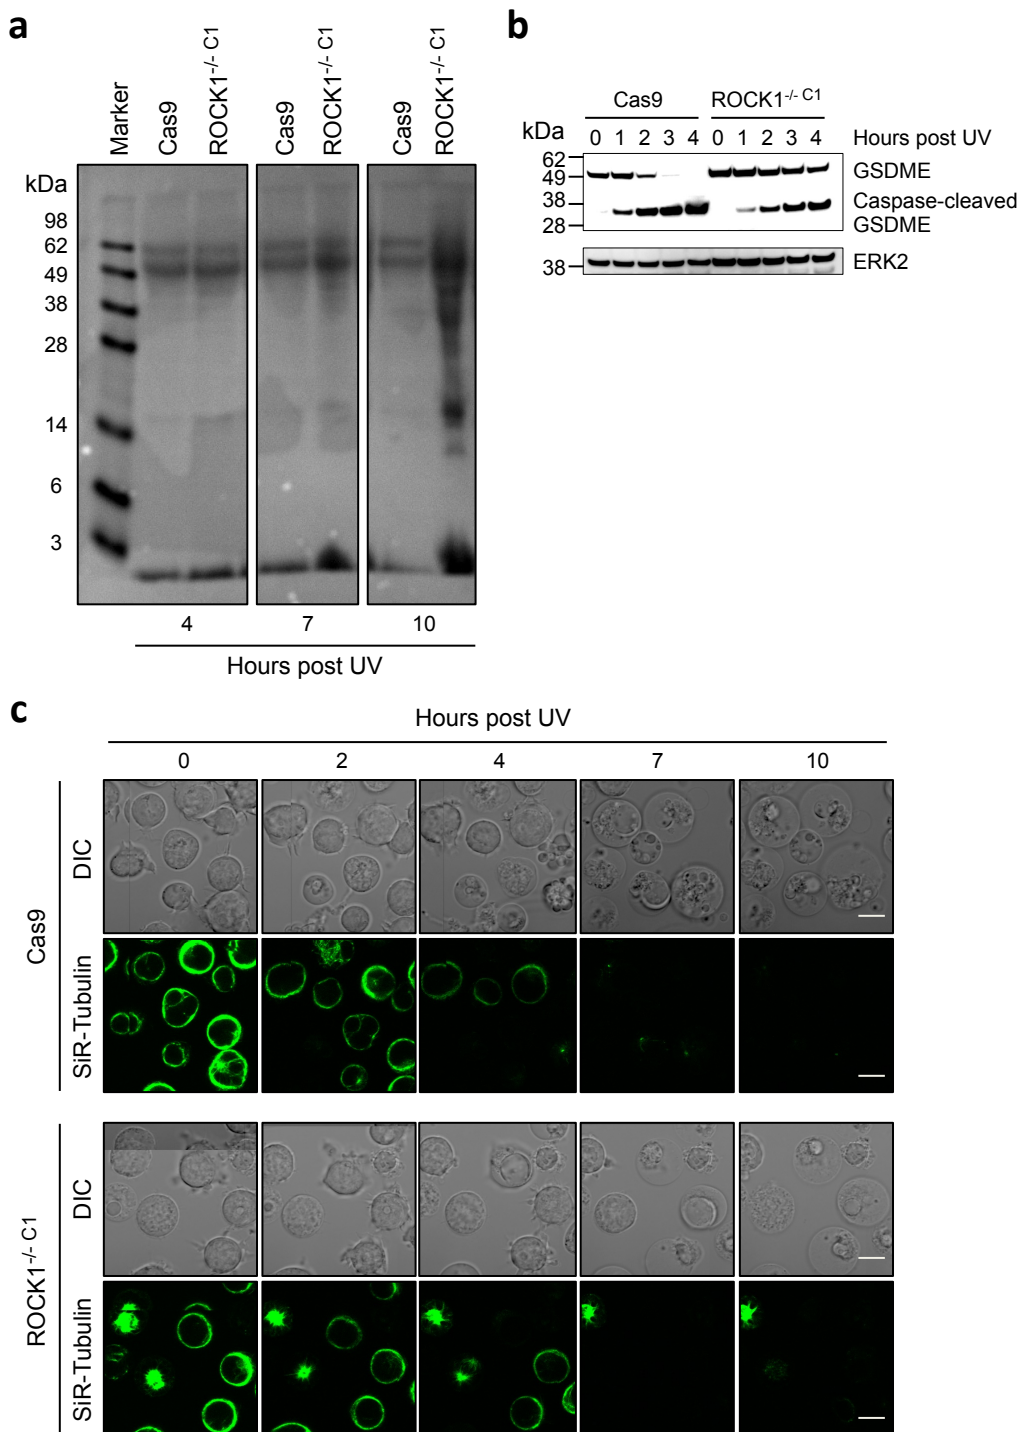 a
Marker
Cas9
ROCK1-/- C1
Cas9
ROCK1-/- C1
Cas9
ROCK1-/- C1
kDa
98
62
49
38
28
14
6
3
4
7
10
Hours post UV
b
Cas9
ROCK1-/- C1
kDa
0 1 2 3 4 0 1 2 3 4 Hours post UV
62
49
38
28
GSDME
Caspase-cleaved
GSDME
38
ERK2
c
Hours post UV
0 2 4 7 10
Cas9
DIC
SiR-Tubulin
ROCK1-/- C1
DIC
SiR-Tubulin